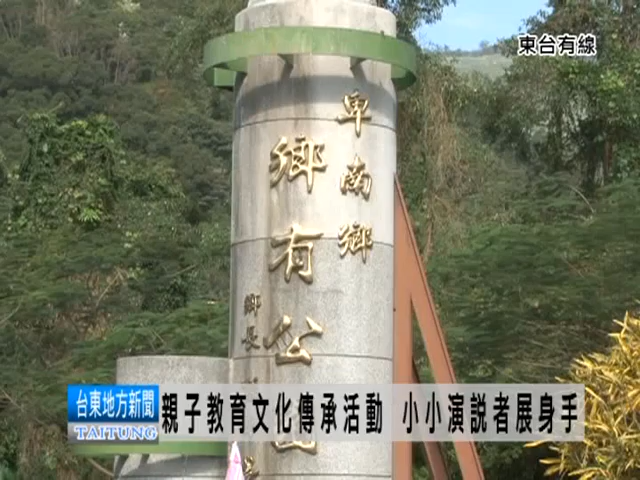 東台有線
卑南鄉
鄉有公
鄉長
台東地方新聞
TAITUNG
親子教育文化傳承活動 小小演說者展身手